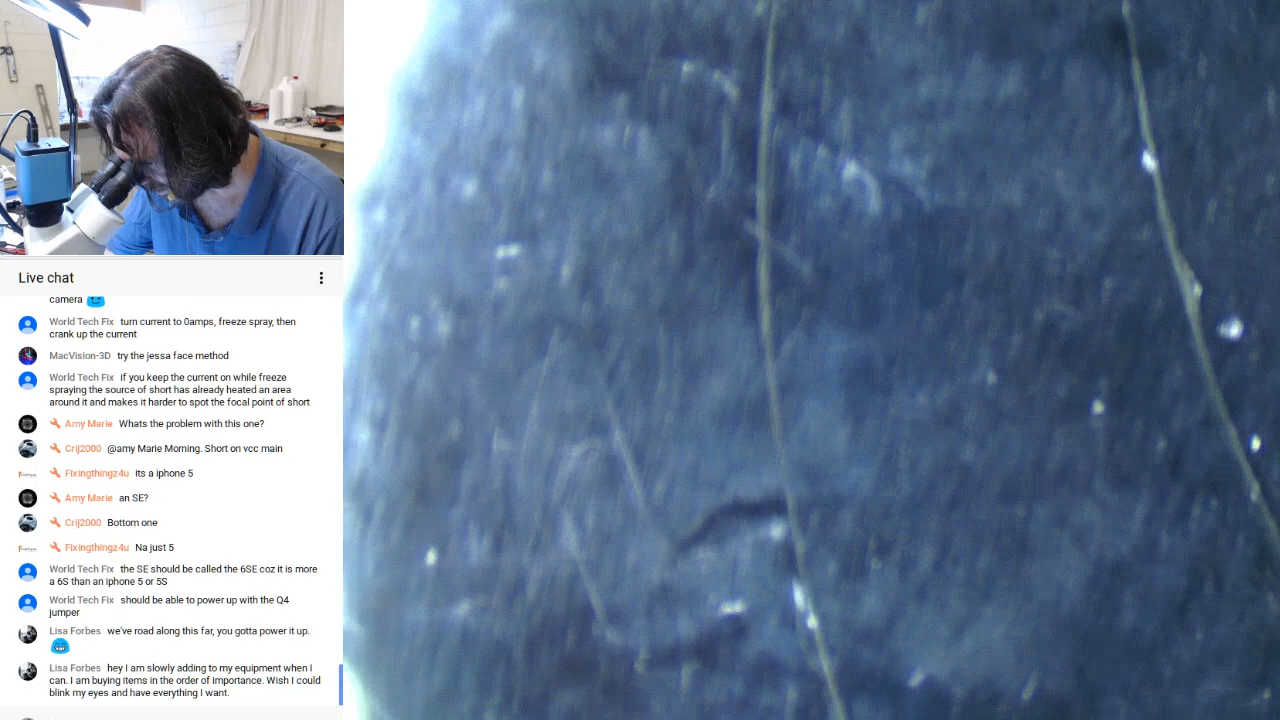 Live chat
camera
World Tech Fix turn current to 0amps, freeze spray, then
crank up the current
MacVision-3D try the jessa face method
World Tech Fix if you keep the current on while freeze
spraying the source of short has already heated an area
around it and makes it harder to spot the focal point of short
Amy Marie Whats the problem with this one?
Crij2000 @amy Marie Morning. Short on vcc main
Fixingthingz4u its a iphone 5
Amy Marie an SE?
Crij2000 Bottom one
Fixingthingz4u Na just 5
World Tech Fix the SE should be called the 6SE coz it is more
a 6S than an iphone 5 or 5S
World Tech Fix should be able to power up with the Q4
jumper
Lisa Forbes we've road along this far, you gotta power it up.
Lisa Forbes hey I am slowly adding to my equipment when I
can. I am buying items in the order of importance. Wish I could
blink my eyes and have everything I want.